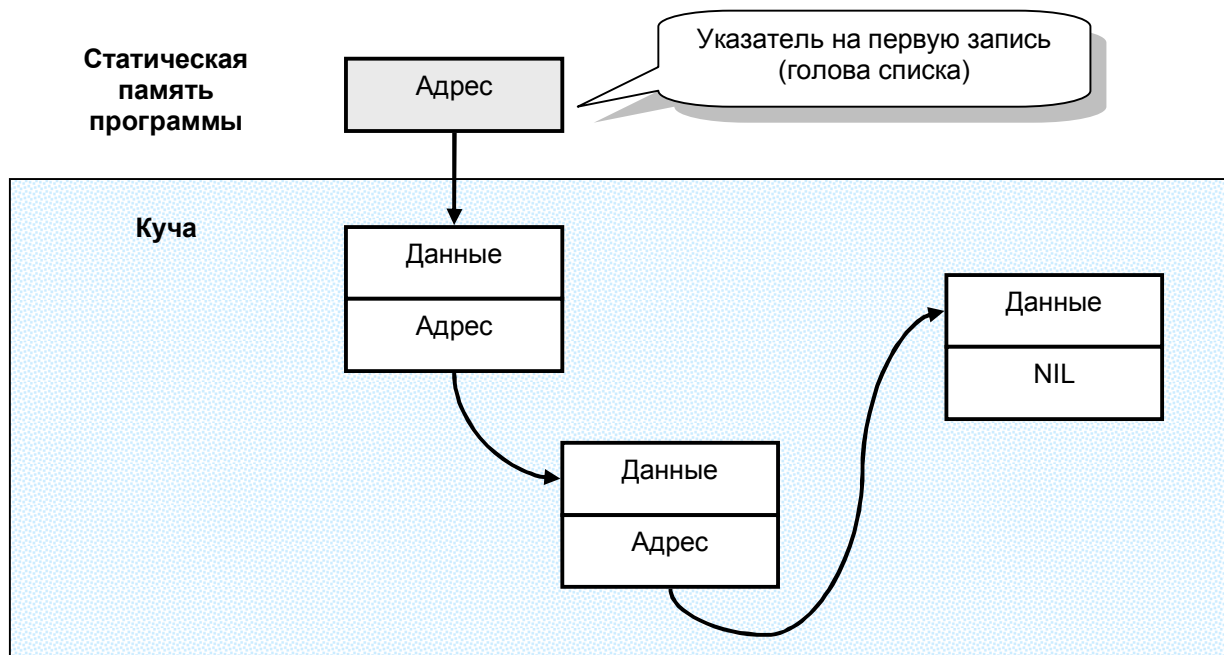 Статическая
память
программы
Адрес
Указатель на первую запись
(голова списка)
Куча
Данные
Адрес
Данные
Адрес
Данные
NIL